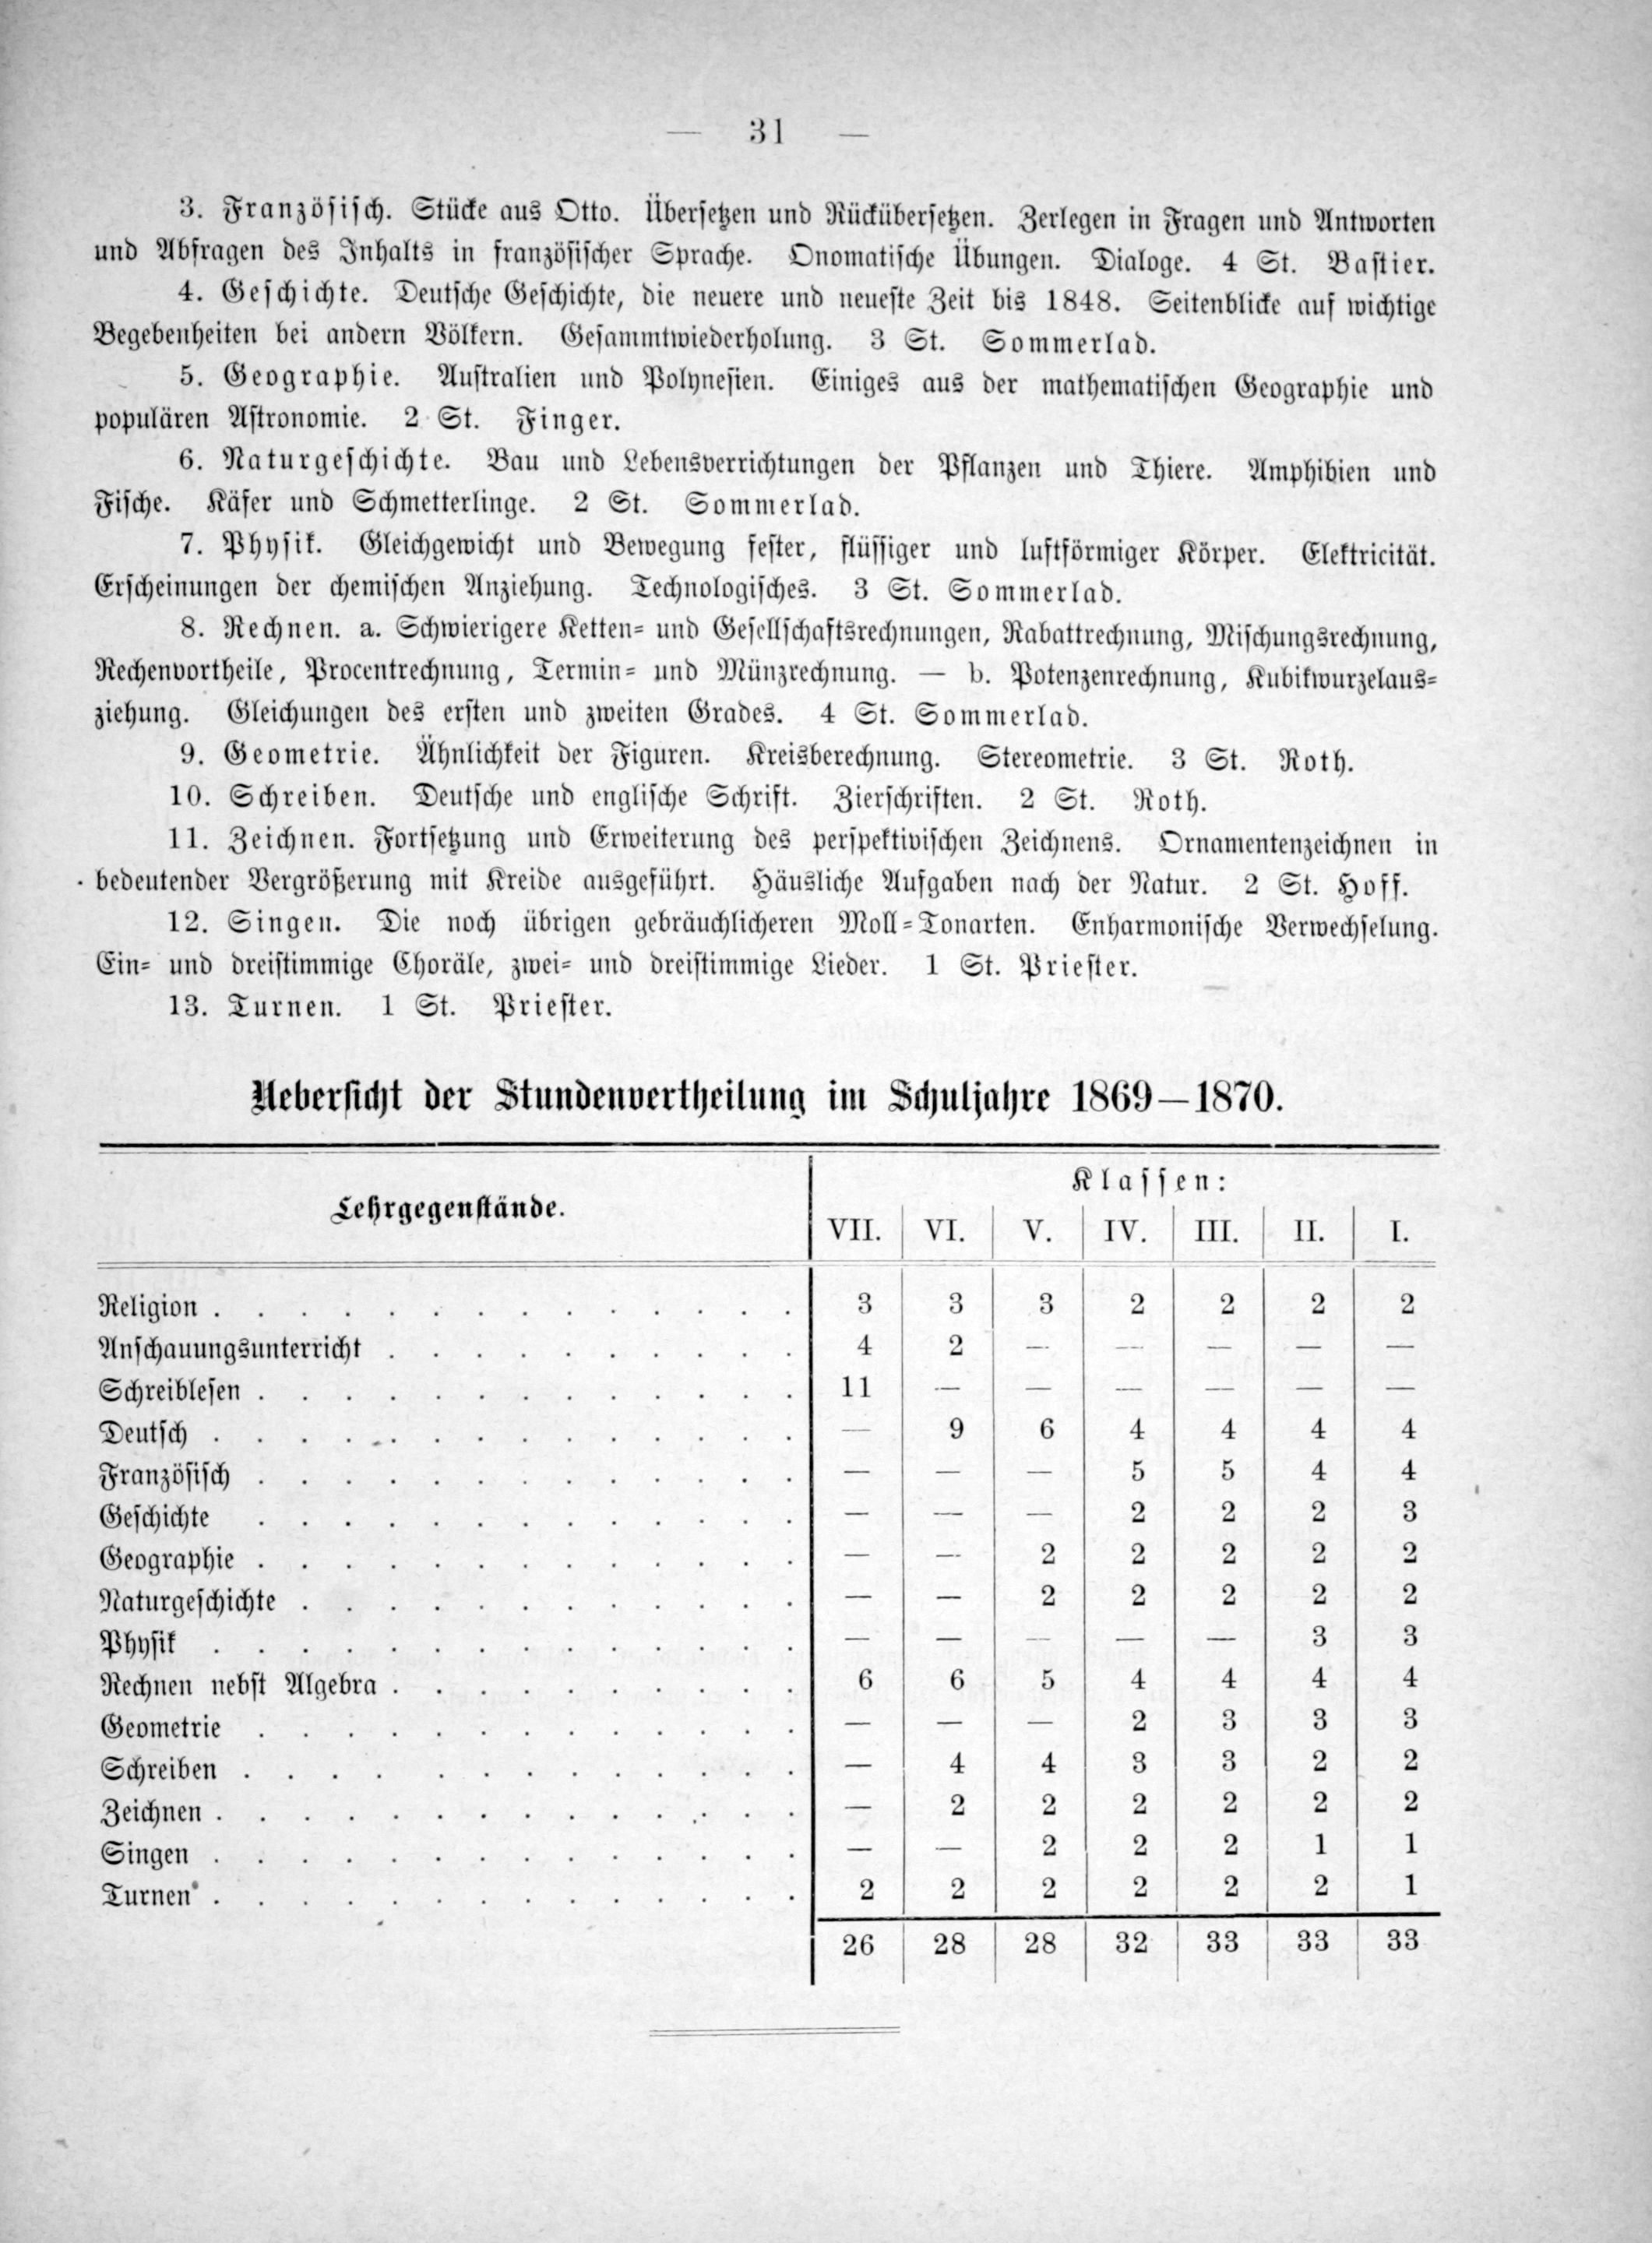 — 31 —
3. Französisch. Stücke aus Otto. Übersetzen und Rückübersetzen. Zerlegen in Fragen und Antworten
und Abfragen des Inhalts in französischer Sprache. Onomatische Übungen. Dialoge. 4 St. Bastier.
4. Geschichte. Deutsche Geschichte, die neuere und neueste Zeit bis 1848. Seitenblicke auf wichtige
Begebenheiten bei andern Völkern. Gesammtwiederholung. 3 St. Sommerlad.
5. Geographie. Australien und Polynesien. Einiges aus der mathematischen Geographie und
populären Astronomie. 2 St. Finger.
6. Naturgeschichte. Bau und Lebensverrichtungen der Pflanzen und Thiere. Amphibien und
Fische. Käfer und Schmetterlinge. 2 St. Sommerlad.
7. Physik. Gleichgewicht und Bewegung fester, flüssiger und luftförmiger Körper. Elektricität.
Erscheinungen der chemischen Anziehung. Technologisches. 3 St. Sommerlad.
8. Rechnen. a. Schwierigere Ketten- und Gesellschaftsrechnungen, Rabattrechnung, Mischungsrechnung,
Rechenvortheile, Procentrechnung, Termin- und Münzrechnung. — b. Potenzenrechnung, Kubikwurzelaus-
ziehung. Gleichungen des ersten und zweiten Grades. 4 St. Sommerlad.
9. Geometrie. Ähnlichkeit der Figuren. Kreisberechnung. Stereometrie. 3 St. Roth.
10. Schreiben. Deutsche und englische Schrift. Zierschriften. 2 St. Roth.
11. Zeichnen. Fortsetzung und Erweiterung des perspektivischen Zeichnens. Ornamentenzeichnen in
bedeutender Vergrößerung mit Kreide ausgeführt. Häusliche Aufgaben nach der Natur. 2 St. Hoff.
12. Singen. Die noch übrigen gebräuchlicheren Moll-Tonarten. Enharmonische Verwechselung.
Ein- und dreistimmige Choräle, zwei- und dreistimmige Lieder. 1 St. Priester.
13. Turnen. 1 St. Priester.
Uebersicht der Stundenvertheilung im Schuljahre 1869—1870.
Lehrgegenstände. Klassen:
VII. VI. V. IV. III. II. I.
Religion . . . 3 3 3 2 2 2 2
Anschauungsunterricht . . . 4 2 — — — — —
Schreiblesen . . . 11 — — — — — —
Deutsch . . . — 9 6 4 4 4 4
Französisch . . . — — — 5 5 4 4
Geschichte . . . — — — 2 2 2 3
Geographie . . . — — 2 2 2 2 2
Naturgeschichte . . . — — 2 2 2 2 2
Physik . . . — — — — — 3 3
Rechnen nebst Algebra . . . 6 6 5 4 4 4 4
Geometrie . . . — — — 2 3 3 3
Schreiben . . . — 4 4 3 3 2 2
Zeichnen . . . — 2 2 2 2 2 2
Singen . . . — — 2 2 2 1 1
Turnen . . . 2 2 2 2 2 2 1
26 28 28 32 33 33 33